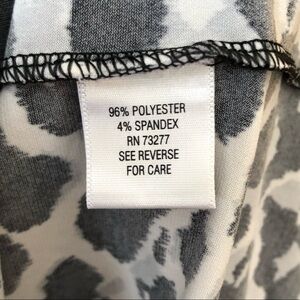 96% POLYESTER
4% SPANDEX
RN 73277
SEE REVERSE
FOR CARE